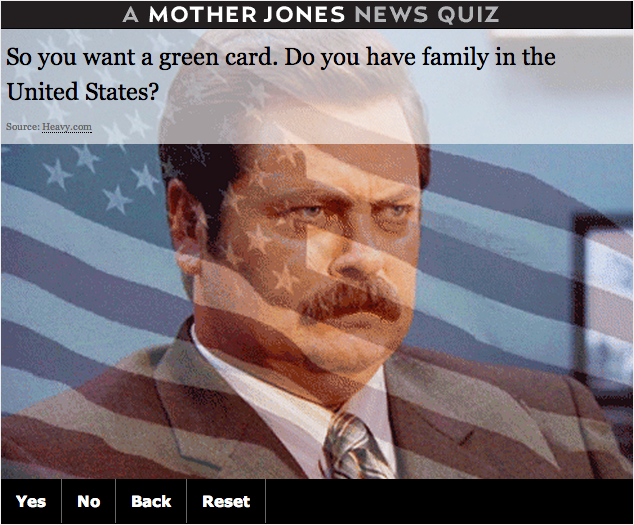 A MOTHER JONES NEWS QUIZ
So you want a green card. Do you have family in the
United States?
Source: Heavy.com
Yes No Back Reset